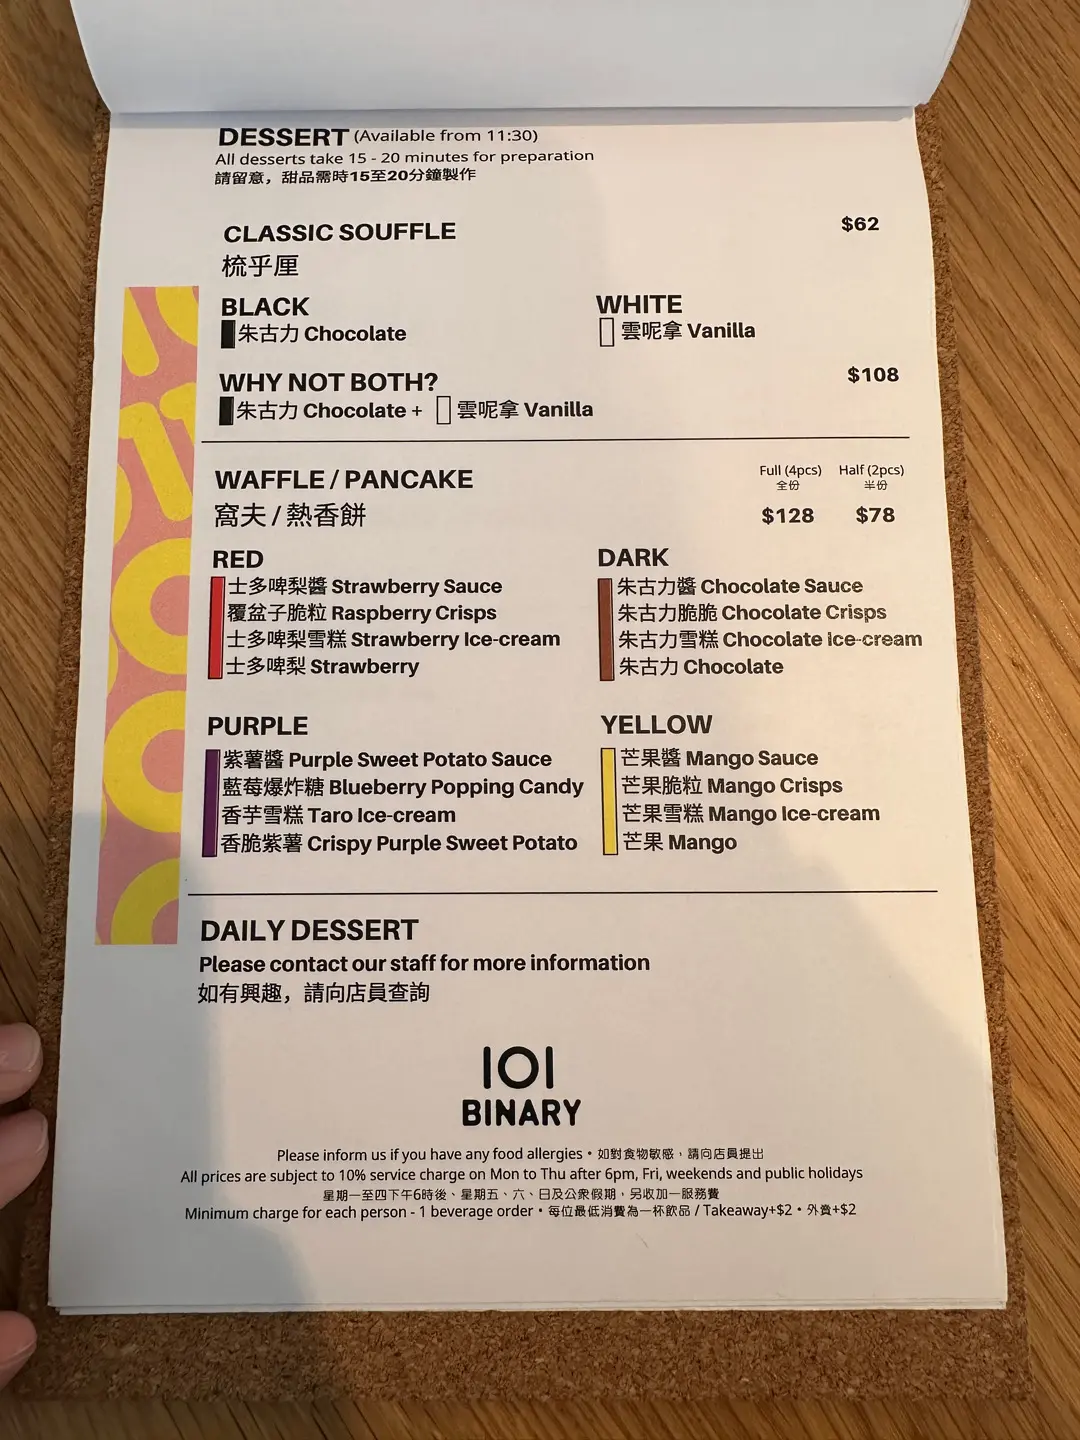 DESSERT (Available from 11:30)
All desserts take 15 - 20 minutes for preparation
請留意，甜品需時15至20分鐘製作
CLASSIC SOUFFLE $62
梳乎厘
BLACK
朱古力 Chocolate
WHITE
雲呢拿 Vanilla
WHY NOT BOTH? $108
朱古力 Chocolate + 雲呢拿 Vanilla
WAFFLE / PANCAKE
窩夫 / 熱香餅
Full (4pcs) Half (2pcs)
全份 半份
$128 $78
RED
士多啤梨醬 Strawberry Sauce
覆盆子脆粒 Raspberry Crisps
士多啤梨雪糕 Strawberry Ice-cream
士多啤梨 Strawberry
DARK
朱古力醬 Chocolate Sauce
朱古力脆脆 Chocolate Crisps
朱古力雪糕 Chocolate Ice-cream
朱古力 Chocolate
PURPLE
紫薯醬 Purple Sweet Potato Sauce
藍莓爆炸糖 Blueberry Popping Candy
香芋雪糕 Taro Ice-cream
香脆紫薯 Crispy Purple Sweet Potato
YELLOW
芒果醬 Mango Sauce
芒果脆粒 Mango Crisps
芒果雪糕 Mango Ice-cream
芒果 Mango
DAILY DESSERT
Please contact our staff for more information
如有興趣，請向店員查詢
101
BINARY
Please inform us if you have any food allergies • 如對食物敏感，請向店員提出
All prices are subject to 10% service charge on Mon to Thu after 6pm, Fri, weekends and public holidays
星期一至四下午6時後、星期五、六、日及公眾假期，另收加一服務費
Minimum charge for each person - 1 beverage order • 每位最低消費為一杯飲品 / Takeaway+$2 • 外賣+$2